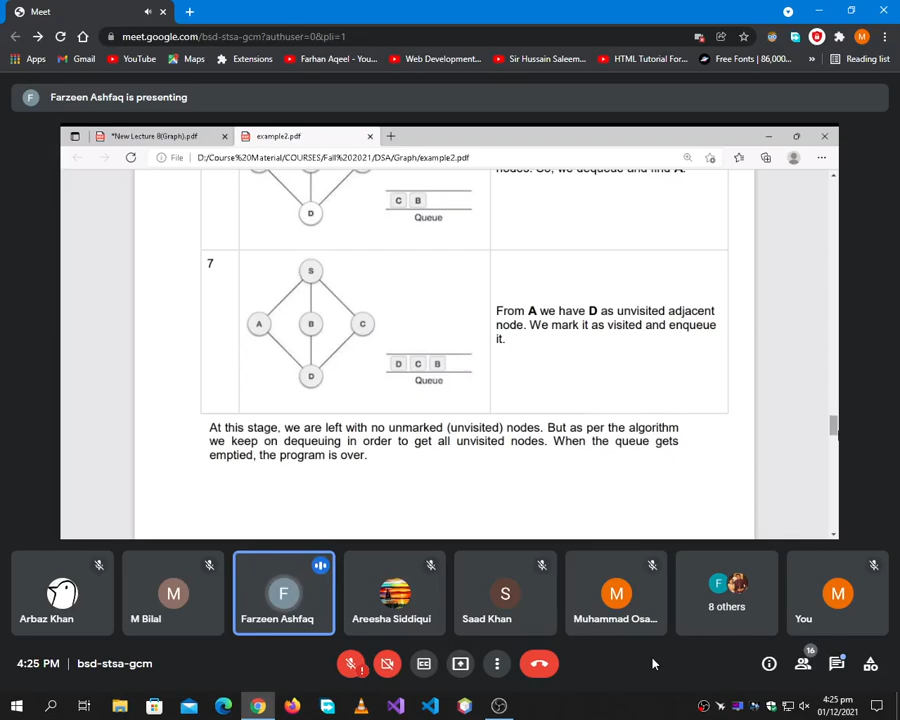 Meet
meet.google.com/bsd-stsa-gcm?authuser=0&pli=1
Apps
Gmail
YouTube
Maps
Extensions
Farhan Aqeel - You...
Web Development...
Sir Hussain Saleem...
HTML Tutorial For...
Free Fonts | 86,000...
»
Reading list
F
Farzeen Ashfaq is presenting
*New Lecture 8(Graph).pdf
example2.pdf
File
D:/Course%20Material/COURSES/Fall%202021/DSA/Graph/example2.pdf
nodes. So, we dequeue and find A.
D
C B
Queue
7
S
A B C
D
D C B
Queue
From A we have D as unvisited adjacent
node. We mark it as visited and enqueue
it.
At this stage, we are left with no unmarked (unvisited) nodes. But as per the algorithm
we keep on dequeuing in order to get all unvisited nodes. When the queue gets
emptied, the program is over.
Arbaz Khan
M
M Bilal
F
Farzeen Ashfaq
Areesha Siddiqui
S
Saad Khan
M
Muhammad Osa...
F
8 others
M
You
4:25 PM | bsd-stsa-gcm
16
4:25 pm
01/12/2021